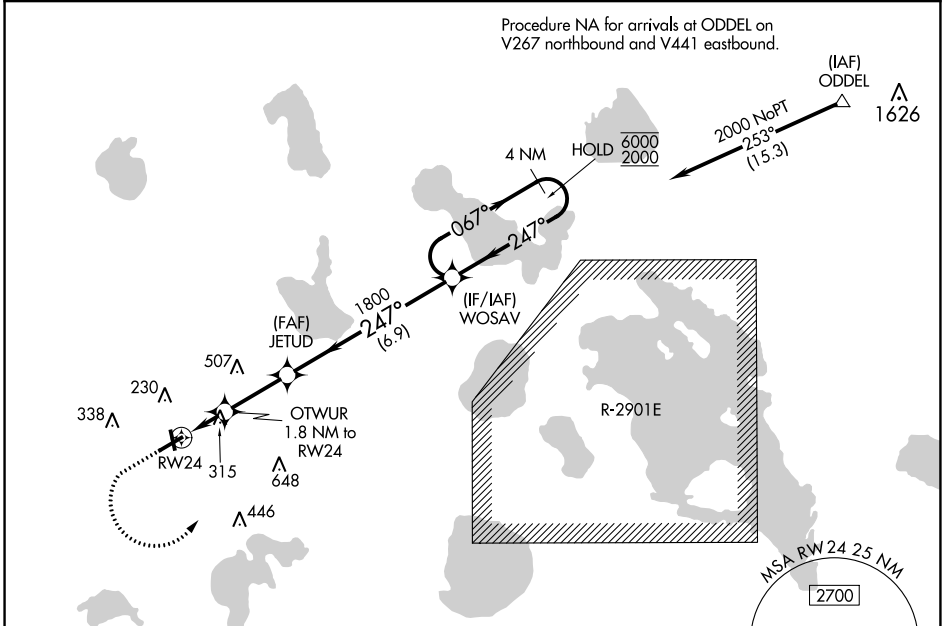 Procedure NA for arrivals at ODDEL on
V267 northbound and V441 eastbound.
(IAF)
ODDEL
1626
2000 NoPT
253°
(15.3)
4 NM
HOLD
6000
2000
067°
247°
(IF/IAF)
WOSAV
1800
247°
(6.9)
(FAF)
JETUD
507
230
338
OTWUR
1.8 NM to
RW24
RW24
315
648
446
R-2901E
MSA RW24 25 NM
2700